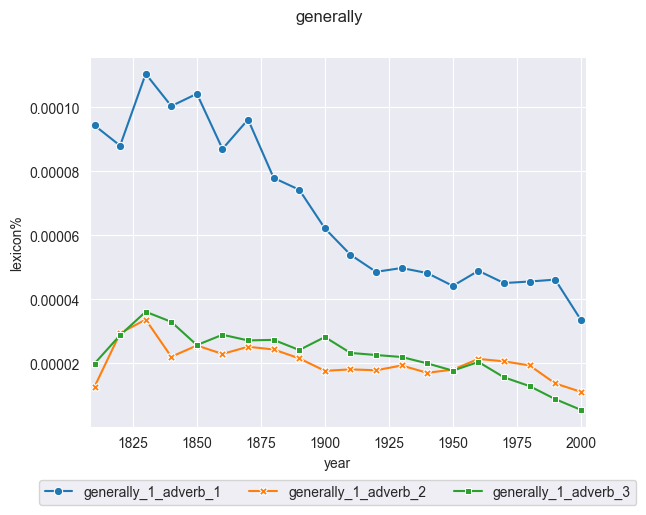 generally
0.00010
0.00008
0.00006
0.00004
0.00002
lexicon%
1825 1850 1875 1900 1925 1950 1975 2000
year
generally_1_adverb_1 generally_1_adverb_2 generally_1_adverb_3